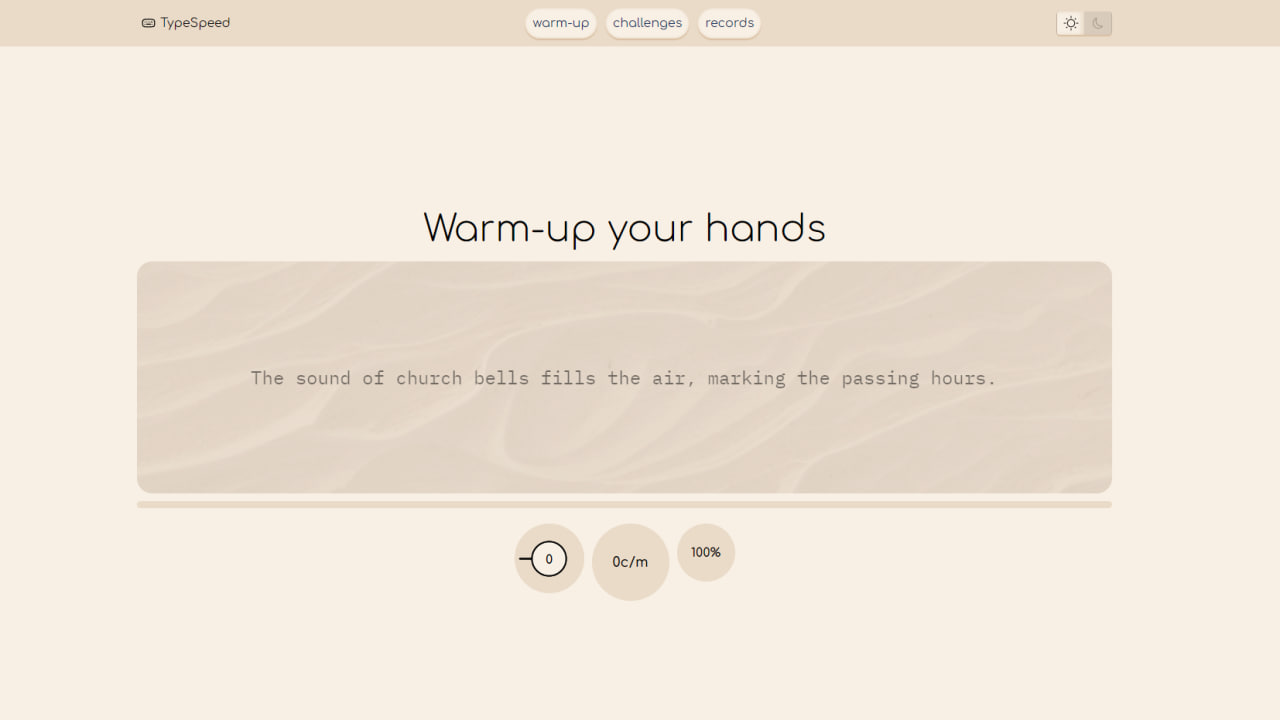 TypeSpeed
warm-up
challenges
records
Warm-up your hands
The sound of church bells fills the air, marking the passing hours.
0
0c/m
100%